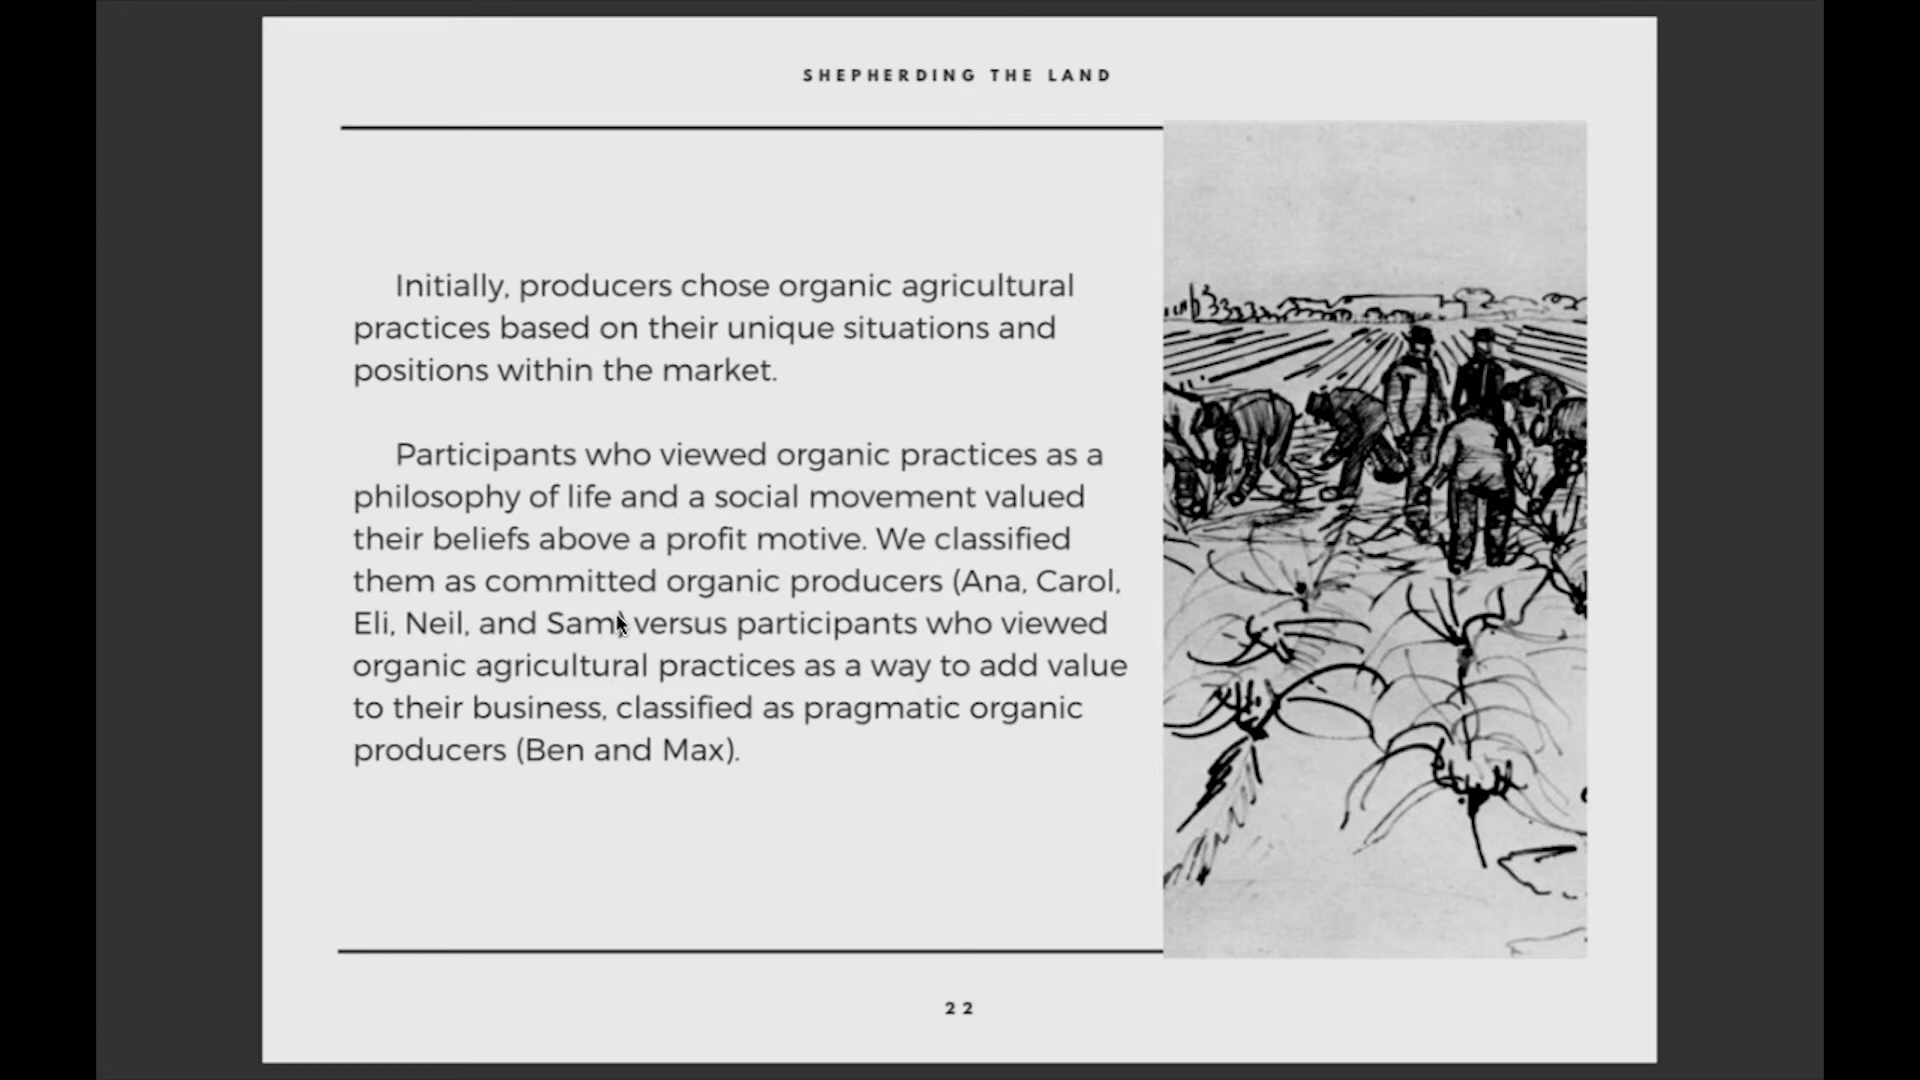 SHEPHERDING THE LAND
Initially, producers chose organic agricultural
practices based on their unique situations and
positions within the market.
Participants who viewed organic practices as a
philosophy of life and a social movement valued
their beliefs above a profit motive. We classified
them as committed organic producers (Ana, Carol,
Eli, Neil, and Sam) versus participants who viewed
organic agricultural practices as a way to add value
to their business, classified as pragmatic organic
producers (Ben and Max).
22